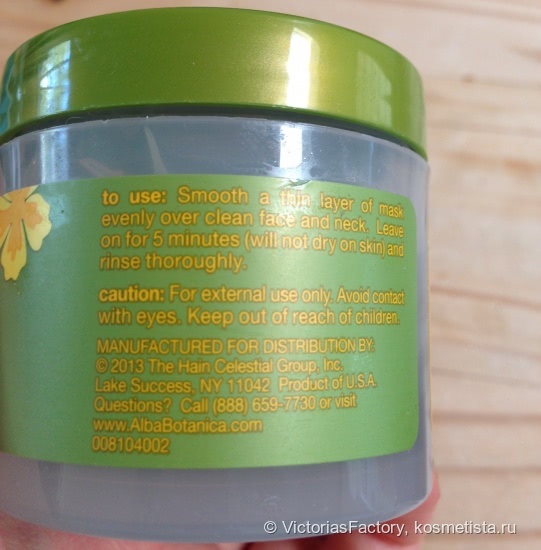 to use: Smooth a thin layer of mask
evenly over clean face and neck. Leave
on for 5 minutes (will not dry on skin) and
rinse thoroughly.
caution: For external use only. Avoid contact
with eyes. Keep out of reach of children.
MANUFACTURED FOR DISTRIBUTION BY:
© 2013 The Hain Celestial Group, Inc.
Lake Success, NY 11042 Product of U.S.A.
Questions? Call (888) 659-7730 or visit
www.AlbaBotanica.com
008104002
© VictoriasFactory, kosmetista.ru